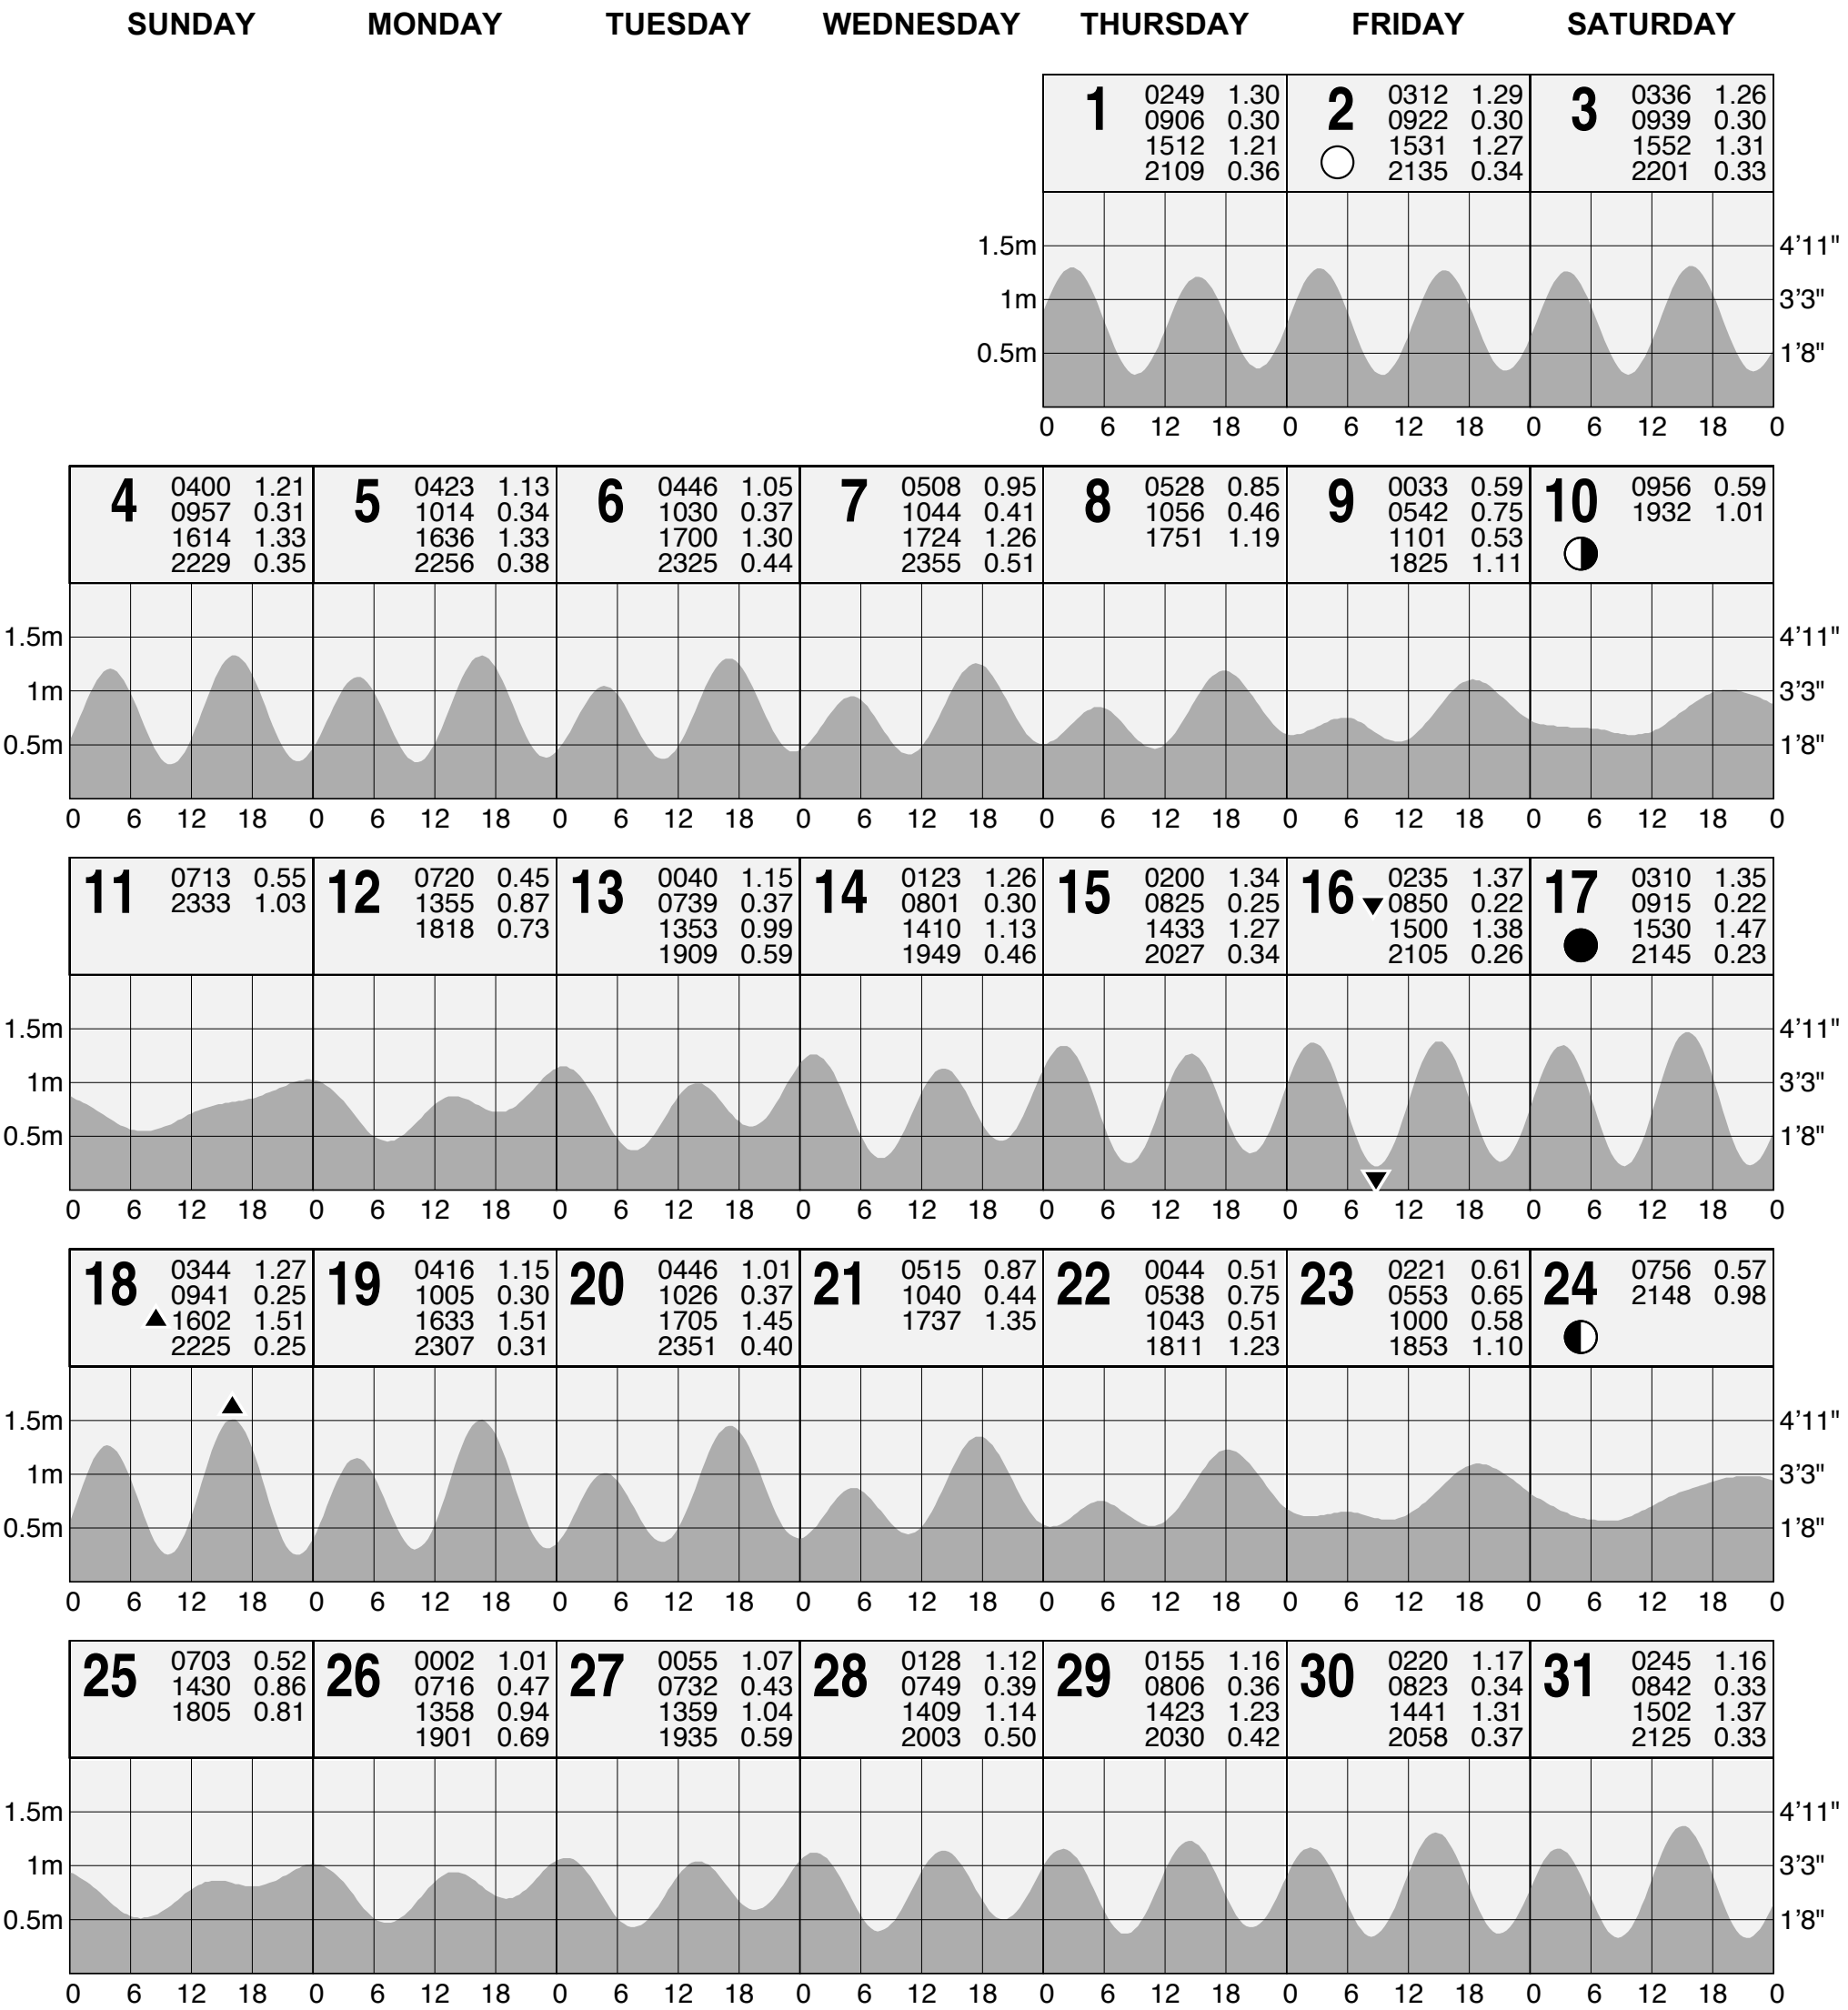 SUNDAY MONDAY TUESDAY WEDNESDAY THURSDAY FRIDAY SATURDAY
1 0249 1.30 2 0312 1.29 3 0336 1.26
0906 0.30 0922 0.30 0939 0.30
1512 1.21 1531 1.27 1552 1.31
2109 0.36 2135 0.34 2201 0.33
1.5m 4'11"
1m 3'3"
0.5m 1'8"
0 6 12 18 0 6 12 18 0 6 12 18 0
4 0400 1.21 5 0423 1.13 6 0446 1.05 7 0508 0.95 8 0528 0.85 9 0033 0.59 10 0956 0.59
0957 0.31 1014 0.34 1030 0.37 1044 0.41 1056 0.46 0542 0.75 1932 1.01
1614 1.33 1636 1.33 1700 1.30 1724 1.26 1751 1.19 1101 0.53
2229 0.35 2256 0.38 2325 0.44 2355 0.51 1825 1.11
1.5m 4'11"
1m 3'3"
0.5m 1'8"
0 6 12 18 0 6 12 18 0 6 12 18 0 6 12 18 0 6 12 18 0 6 12 18 0 6 12 18 0
11 0713 0.55 12 0720 0.45 13 0040 1.15 14 0123 1.26 15 0200 1.34 16 0235 1.37 17 0310 1.35
2333 1.03 1355 0.87 0739 0.37 0801 0.30 0825 0.25 0850 0.22 0915 0.22
1818 0.73 1353 0.99 1410 1.13 1433 1.27 1500 1.38 1530 1.47
1909 0.59 1949 0.46 2027 0.34 2105 0.26 2145 0.23
1.5m 4'11"
1m 3'3"
0.5m 1'8"
0 6 12 18 0 6 12 18 0 6 12 18 0 6 12 18 0 6 12 18 0 6 12 18 0 6 12 18 0
18 0344 1.27 19 0416 1.15 20 0446 1.01 21 0515 0.87 22 0044 0.51 23 0221 0.61 24 0756 0.57
0941 0.25 1005 0.30 1026 0.37 1040 0.44 0538 0.75 0553 0.65 2148 0.98
1602 1.51 1633 1.51 1705 1.45 1737 1.35 1043 0.51 1000 0.58
2225 0.25 2307 0.31 2351 0.40 1811 1.23 1853 1.10
1.5m 4'11"
1m 3'3"
0.5m 1'8"
0 6 12 18 0 6 12 18 0 6 12 18 0 6 12 18 0 6 12 18 0 6 12 18 0 6 12 18 0
25 0703 0.52 26 0002 1.01 27 0055 1.07 28 0128 1.12 29 0155 1.16 30 0220 1.17 31 0245 1.16
1430 0.86 0716 0.47 0732 0.43 0749 0.39 0806 0.36 0823 0.34 0842 0.33
1805 0.81 1358 0.94 1359 1.04 1409 1.14 1423 1.23 1441 1.31 1502 1.37
1901 0.69 1935 0.59 2003 0.50 2030 0.42 2058 0.37 2125 0.33
1.5m 4'11"
1m 3'3"
0.5m 1'8"
0 6 12 18 0 6 12 18 0 6 12 18 0 6 12 18 0 6 12 18 0 6 12 18 0 6 12 18 0